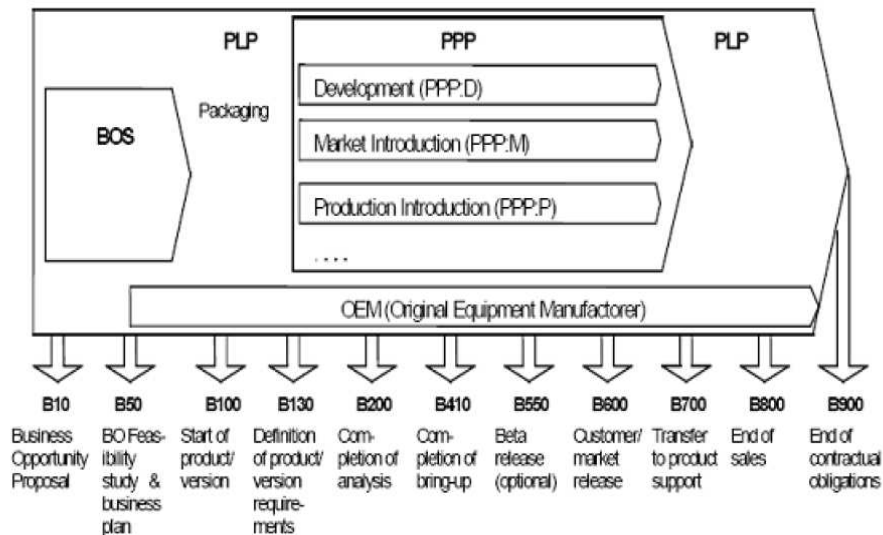 PLP
PPP
PLP
Development (PPP:D)
Packaging
BOS
Market Introduction (PPP:M)
Production Introduction (PPP:P)
. . . .
OEM (Original Equipment Manufactorer)
B10
B50
B100
B130
B200
B410
B550
B600
B700
B800
B900
Business
Opportunity
Proposal
BO Feas-
ibility
study &
business
plan
Start of
product/
version
Definition
of product/
version
require-
ments
Com-
pletion of
analysis
Com-
pletion of
bring-up
Beta
release
(optional)
Customer/
market
release
Transfer
to product
support
End of
sales
End of
contractual
obligations